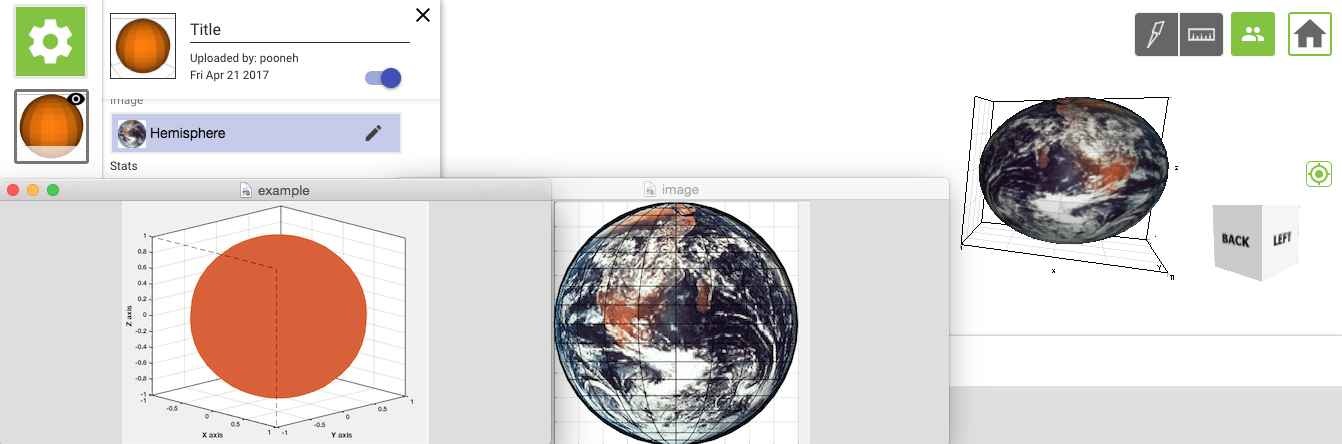 Title
Uploaded by: pooneh
Fri Apr 21 2017
Image
Hemisphere
Stats
example
image
1
0.8
0.6
0.4
0.2
0
-0.2
-0.4
-0.6
-0.8
-1
Z axis
-1
-0.5
0
0.5
1
X axis
-1
-0.5
0
0.5
1
Y axis
z
x
Y
BACK
LEFT